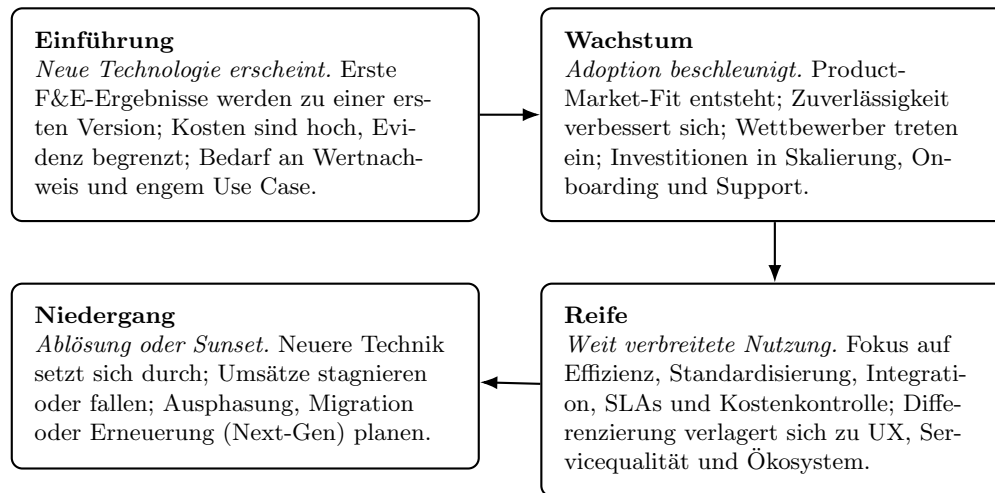 Einführung
Neue Technologie erscheint. Erste
F&E-Ergebnisse werden zu einer ers-
ten Version; Kosten sind hoch, Evi-
denz begrenzt; Bedarf an Wertnach-
weis und engem Use Case.
Wachstum
Adoption beschleunigt. Product-
Market-Fit entsteht; Zuverlässigkeit
verbessert sich; Wettbewerber treten
ein; Investitionen in Skalierung, On-
boarding und Support.
Niedergang
Ablösung oder Sunset. Neuere Technik
setzt sich durch; Umsätze stagnieren
oder fallen; Ausphasung, Migration
oder Erneuerung (Next-Gen) planen.
Reife
Weit verbreitete Nutzung. Fokus auf
Effizienz, Standardisierung, Integrati-
on, SLAs und Kostenkontrolle; Diffe-
renzierung verlagert sich zu UX, Ser-
vicequalität und Ökosystem.